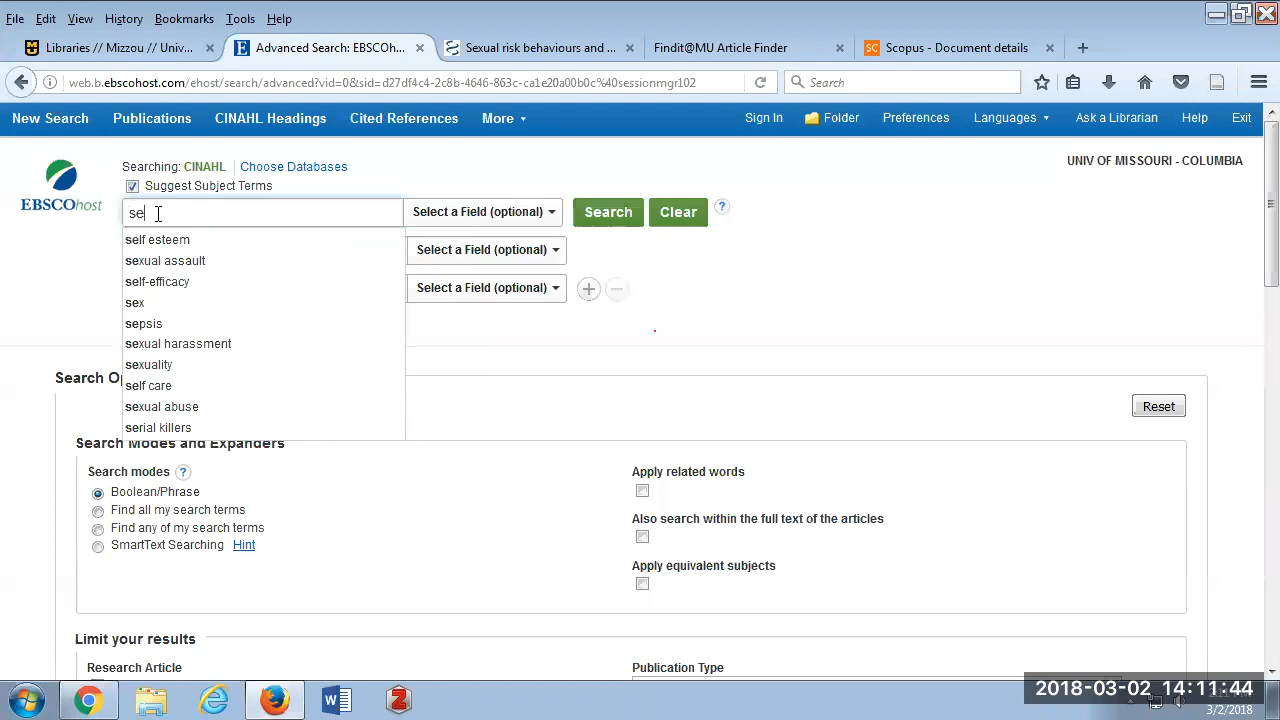 File Edit View History Bookmarks Tools Help
Libraries // Mizzou // Univ... × Advanced Search: EBSCOh... × Sexual risk behaviours and ... × Findit@MU Article Finder × Scopus - Document details ×
web.b.ebscohost.com/ehost/search/advanced?vid=0&sid=d27df4c4-2c8b-4646-863c-ca1e20a00b0c%40sessionmgr102 Search
New Search Publications CINAHL Headings Cited References More Sign In Folder Preferences Languages Ask a Librarian Help Exit
Searching: CINAHL Choose Databases UNIV OF MISSOURI - COLUMBIA
Suggest Subject Terms
EBSCOhost
se Select a Field (optional) Search Clear ?
self esteem
Select a Field (optional)
sexual assault
self-efficacy
Select a Field (optional)
sex
sepsis
sexual harassment
sexuality
Search Op
self care
sexual abuse Reset
serial killers
Search Modes and Expanders
Search modes ? Apply related words
Boolean/Phrase
Find all my search terms Also search within the full text of the articles
Find any of my search terms
SmartText Searching Hint
Apply equivalent subjects
Limit your results
Research Article Publication Type
2018-03-02 14:11:44
3/2/2018